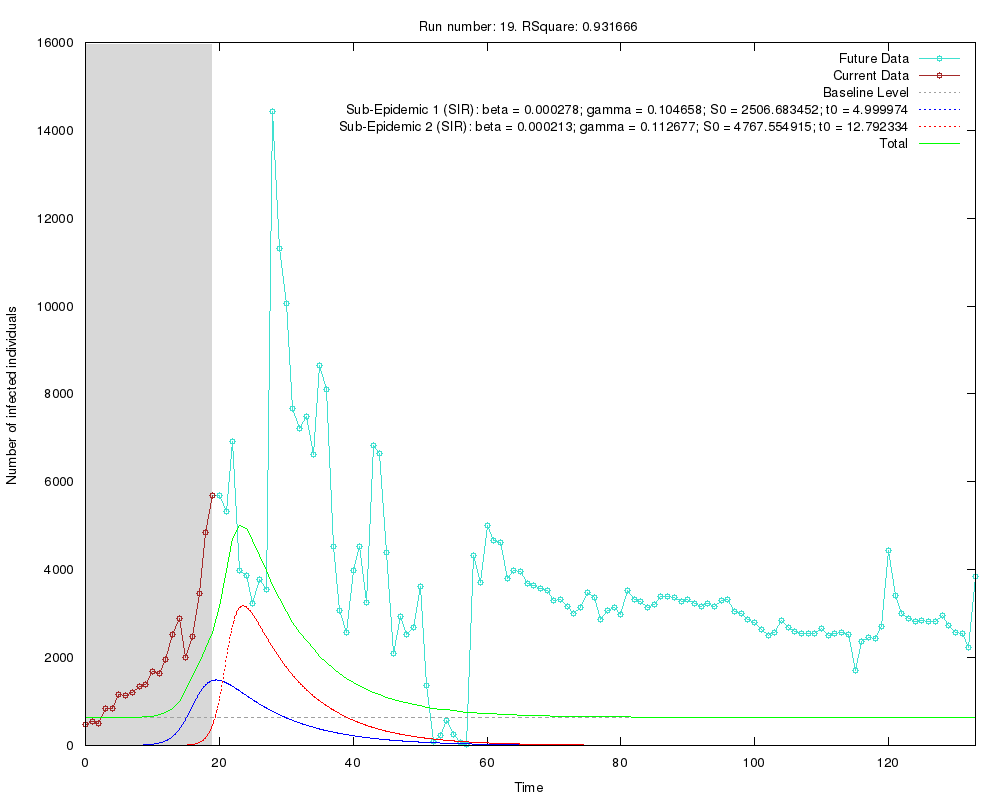 Run number: 19. RSquare: 0.931666
16000
14000
12000
10000
8000
6000
4000
2000
0
Number of infected individuals
Future Data
Current Data
Baseline Level
Sub-Epidemic 1 (SIR): beta = 0.000278; gamma = 0.104658; S0 = 2506.683452; t0 = 4.999974
Sub-Epidemic 2 (SIR): beta = 0.000213; gamma = 0.112677; S0 = 4767.554915; t0 = 12.792334
Total
0 20 40 60 80 100 120
Time